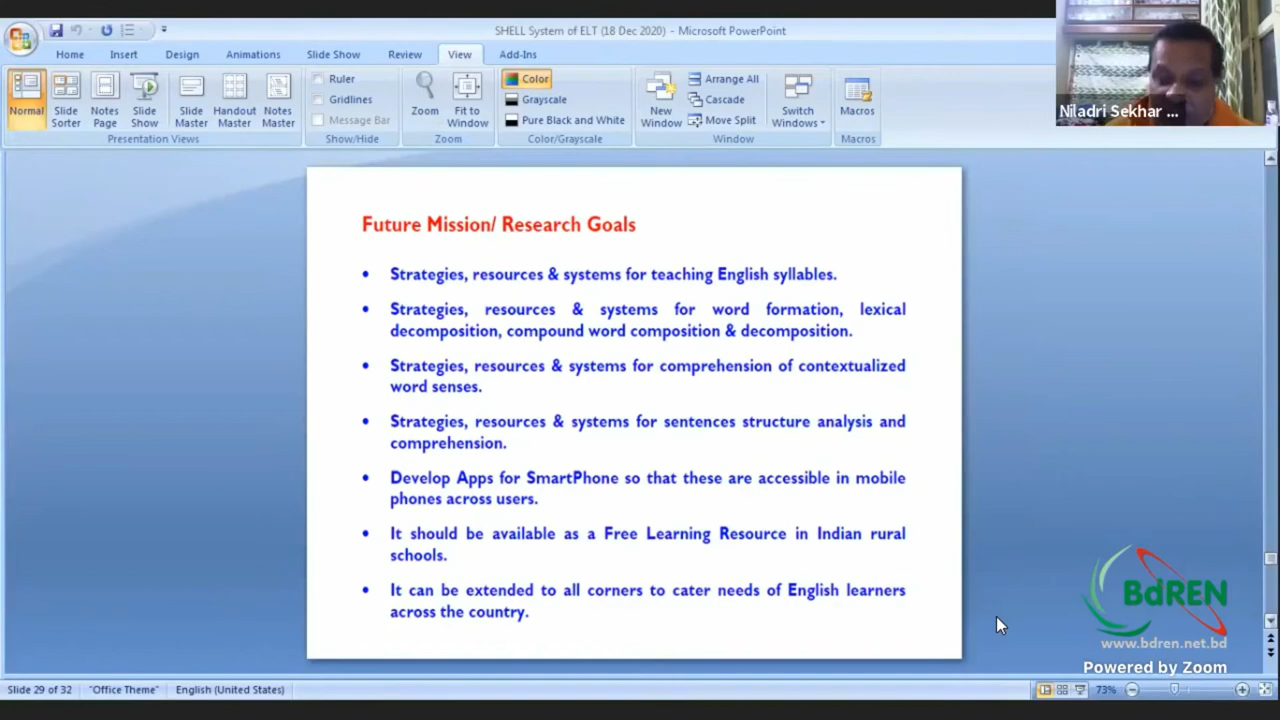 SHELL System of ELT (18 Dec 2020) - Microsoft PowerPoint
Home Insert Design Animations Slide Show Review View Add-Ins
Normal
Slide Sorter
Notes Page
Slide Show
Slide Master
Handout Master
Notes Master
Presentation Views
Ruler
Gridlines
Message Bar
Show/Hide
Zoom
Fit to Window
Zoom
Color
Grayscale
Pure Black and White
Color/Grayscale
New Window
Arrange All
Cascade
Move Split
Switch Windows
Window
Macros
Macros
Niladri Sekhar ...
Future Mission/ Research Goals
• Strategies, resources & systems for teaching English syllables.
• Strategies, resources & systems for word formation, lexical
decomposition, compound word composition & decomposition.
• Strategies, resources & systems for comprehension of contextualized
word senses.
• Strategies, resources & systems for sentences structure analysis and
comprehension.
• Develop Apps for SmartPhone so that these are accessible in mobile
phones across users.
• It should be available as a Free Learning Resource in Indian rural
schools.
• It can be extended to all corners to cater needs of English learners
across the country.
BdREN
www.bdren.net.bd
Powered by Zoom
Slide 29 of 32 "Office Theme" English (United States) 73%